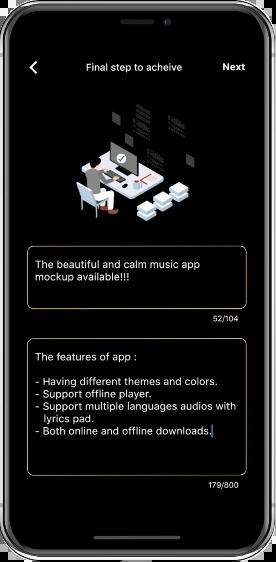 Final step to acheive
Next
The beautiful and calm music app
mockup available!!!
52/104
The features of app :
- Having different themes and colors.
- Support offline player.
- Support multiple languages audios with
lyrics pad.
- Both online and offline downloads.
179/800